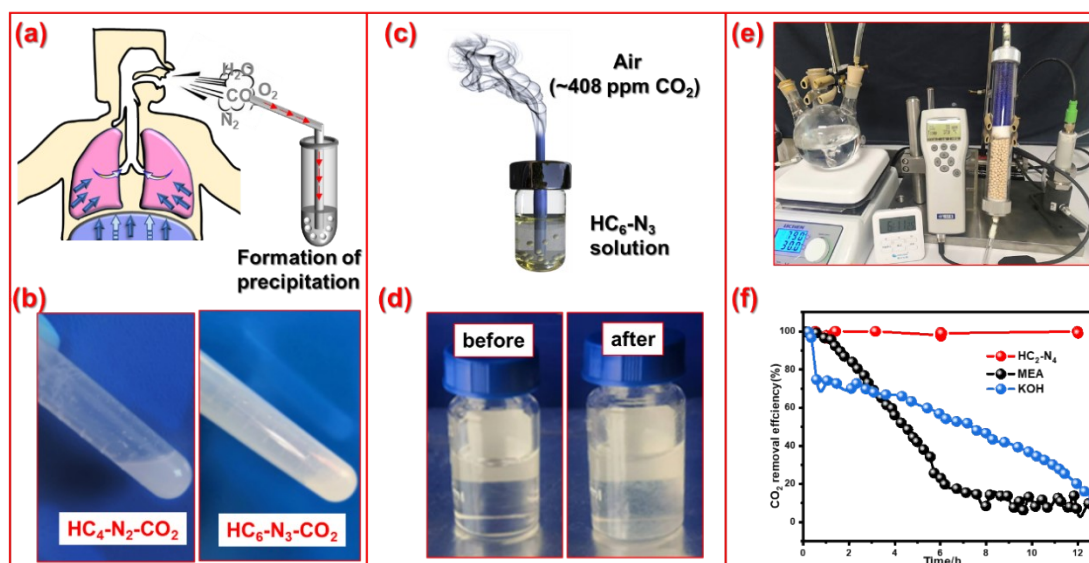 (a)
H₂O
CO₂
O₂
N₂
Formation of
precipitation
(b)
HC₄-N₂-CO₂
HC₆-N₃-CO₂
(c)
Air
(~408 ppm CO₂)
HC₆-N₃
solution
(d)
before
after
(e)
(f)
CO₂ removal effciency(%)
100
80
60
40
20
0
HC₂-N₄
MEA
KOH
0
2
4
6
8
10
12
Time/h